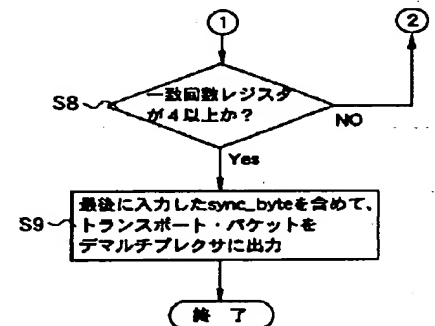 ①
②
S8
一致回数レジスタ
が4以上か?
NO
Yes
S9
最後に入力したsync_byteを含めて、
トランスポート・パケットを
デマルチプレクサに出力
終 了